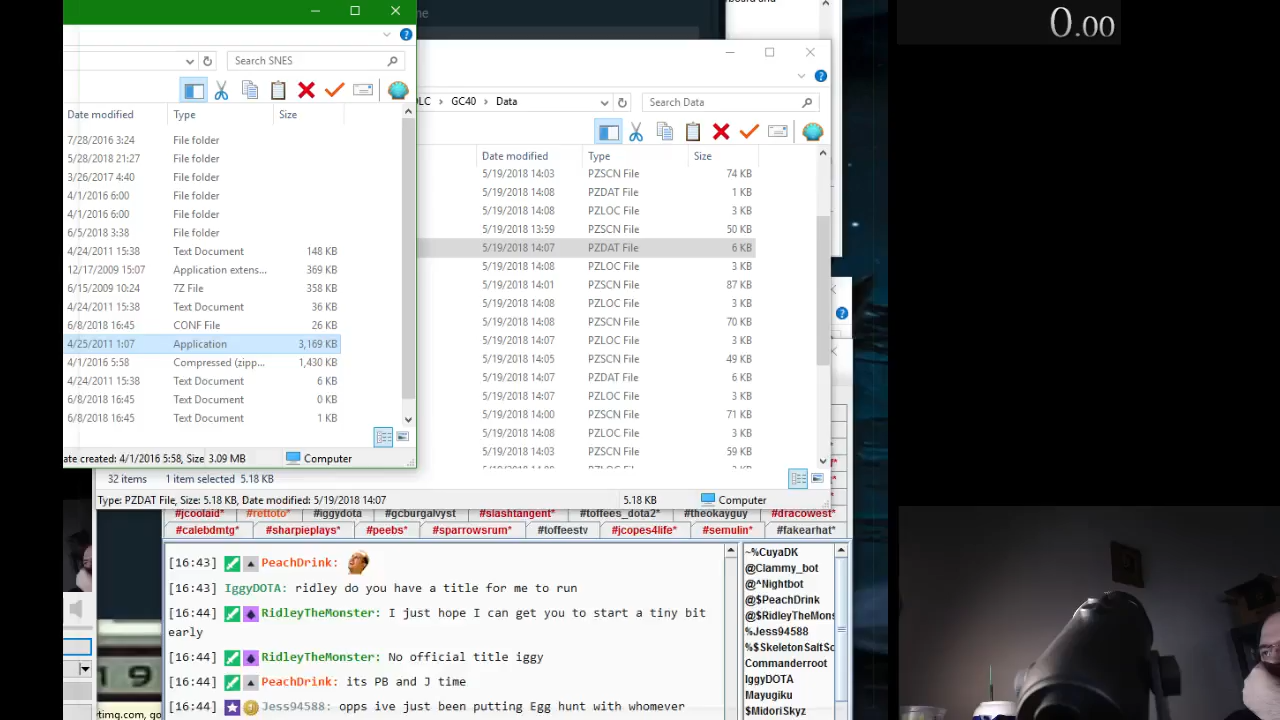 me
board and
0.00
Search SNES
Date modified Type Size
7/28/2016 3:24 File folder
5/28/2018 21:27 File folder
3/26/2017 4:40 File folder
4/1/2016 6:00 File folder
4/1/2016 6:00 File folder
6/5/2018 3:38 File folder
4/24/2011 15:38 Text Document 148 KB
12/17/2009 15:07 Application extens... 369 KB
6/15/2009 10:24 7Z File 358 KB
4/24/2011 15:38 Text Document 36 KB
6/8/2018 16:45 CONF File 26 KB
4/25/2011 1:07 Application 3,169 KB
4/1/2016 5:58 Compressed (zipp... 1,430 KB
4/24/2011 15:38 Text Document 6 KB
6/8/2018 16:45 Text Document 0 KB
6/8/2018 16:45 Text Document 1 KB
ate created: 4/1/2016 5:58, Size 3.09 MB Computer
LC > GC40 > Data Search Data
Date modified Type Size
5/19/2018 14:03 PZSCN File 74 KB
5/19/2018 14:08 PZDAT File 1 KB
5/19/2018 14:08 PZLOC File 3 KB
5/19/2018 13:59 PZSCN File 50 KB
5/19/2018 14:07 PZDAT File 6 KB
5/19/2018 14:08 PZLOC File 3 KB
5/19/2018 14:01 PZSCN File 87 KB
5/19/2018 14:08 PZLOC File 3 KB
5/19/2018 14:08 PZSCN File 70 KB
5/19/2018 14:07 PZLOC File 3 KB
5/19/2018 14:05 PZSCN File 49 KB
5/19/2018 14:07 PZDAT File 6 KB
5/19/2018 14:07 PZLOC File 3 KB
5/19/2018 14:00 PZSCN File 71 KB
5/19/2018 14:08 PZLOC File 3 KB
5/19/2018 14:03 PZSCN File 59 KB
5/19/2018 14:08 PZLOC File 3 KB
32 items 1 item selected 5.18 KB
Type: PZDAT File, Size: 5.18 KB, Date modified: 5/19/2018 14:07 5.18 KB Computer
#jcoolaid* #rettoto* #iggydota #gcburgalvyst #slashtangent* #toffees_dota2* #theokayguy #dracowest*
#calebdmtg* #sharpieplays* #peebs* #sparrowsrum* #toffeestv #jcopes4life* #semulin* #fakearhat*
[16:43] PeachDrink:
[16:43] IggyDOTA: ridley do you have a title for me to run
[16:44] RidleyTheMonster: I just hope I can get you to start a tiny bit
early
[16:44] RidleyTheMonster: No official title iggy
[16:44] PeachDrink: its PB and J time
[16:44] Jess94588: opps ive just been putting Egg hunt with whomever
~%CuyaDK
@Clammy_bot
@^Nightbot
@$PeachDrink
@$RidleyTheMons
%Jess94588
%$SkeletonSaltSo
Commanderroot
IggyDOTA
Mayugiku
$MidoriSkyz
19
timg.com, go